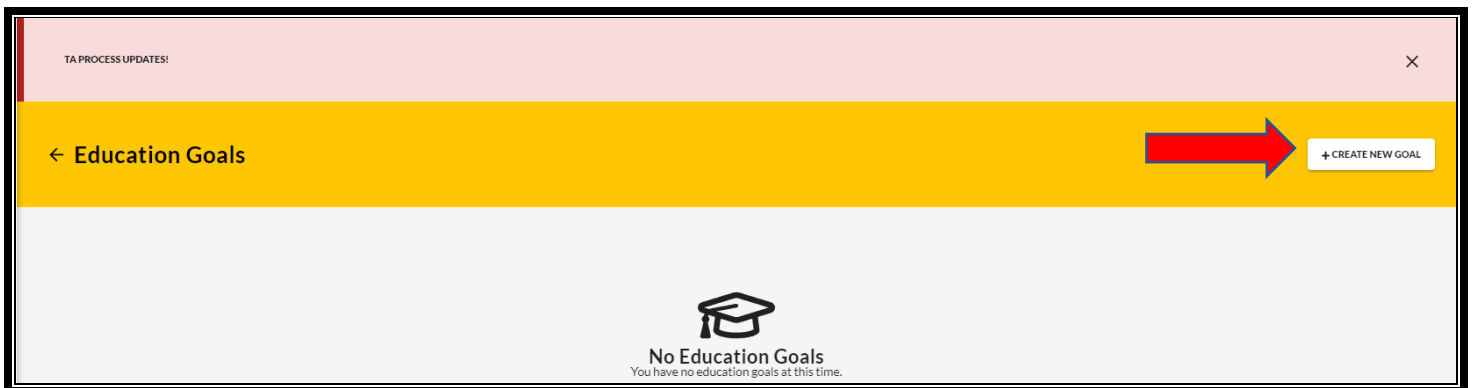 TA PROCESS UPDATES!
Education Goals
+ CREATE NEW GOAL
No Education Goals
You have no education goals at this time.